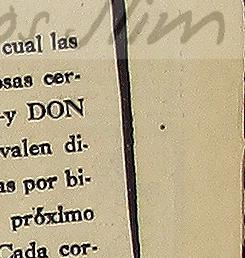 cual las
osas cer-
-y DON
valen di-
as por bi-
próximo
Cada cor-